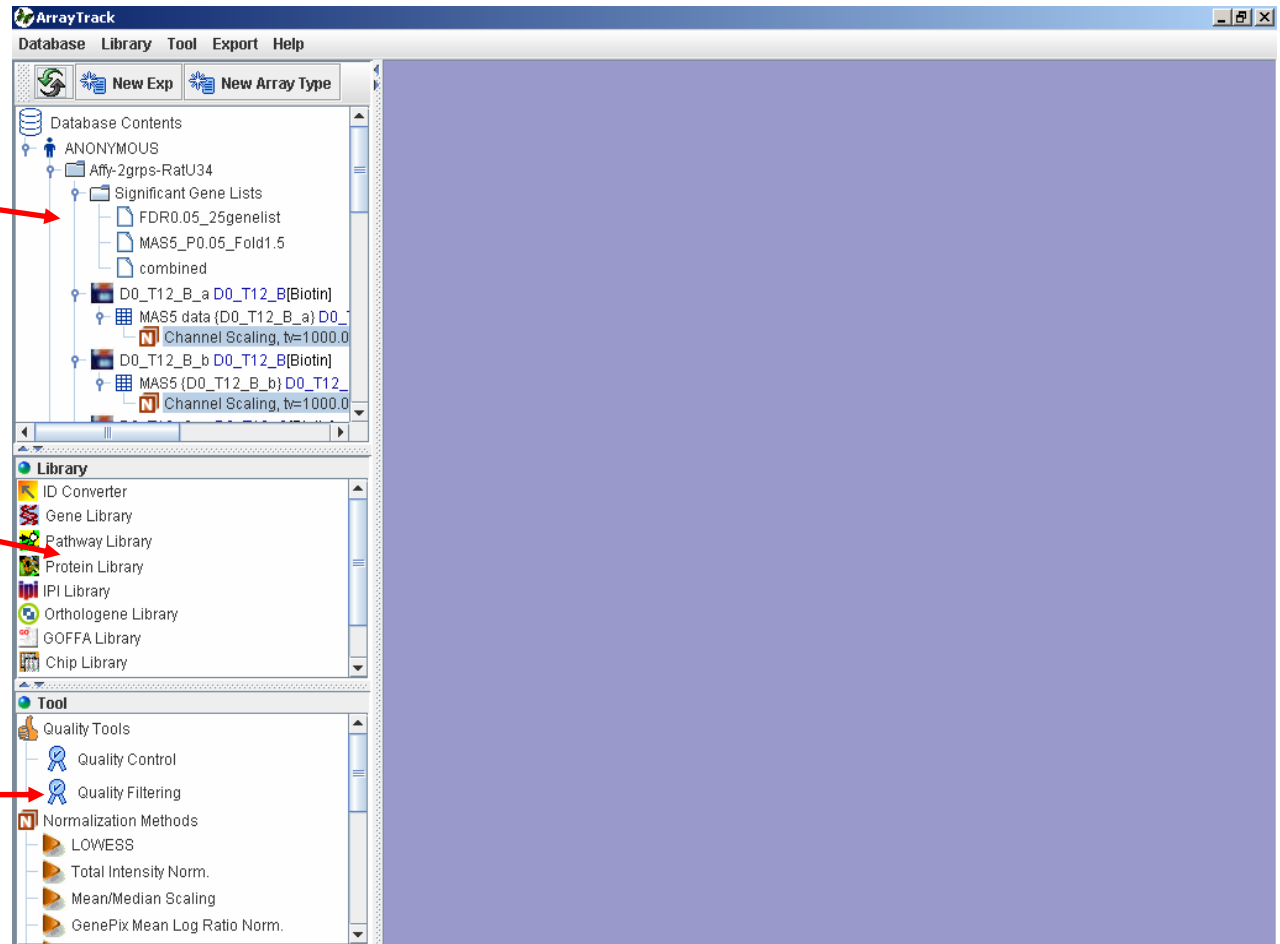 ArrayTrack
Database Library Tool Export Help
New Exp New Array Type
Database Contents
ANONYMOUS
Affy-2grps-RatU34
Significant Gene Lists
FDR0.05_25genelist
MAS5_P0.05_Fold1.5
combined
D0_T12_B_a D0_T12_B[Biotin]
MAS5 data {D0_T12_B_a} D0_
N Channel Scaling, tv=1000.0
D0_T12_B_b D0_T12_B[Biotin]
MAS5 {D0_T12_B_b} D0_T12_
N Channel Scaling, tv=1000.0
Library
ID Converter
Gene Library
Pathway Library
Protein Library
ipi IPI Library
Orthologene Library
GOFFA Library
Chip Library
Tool
Quality Tools
Quality Control
Quality Filtering
N Normalization Methods
LOWESS
Total Intensity Norm.
Mean/Median Scaling
GenePix Mean Log Ratio Norm.